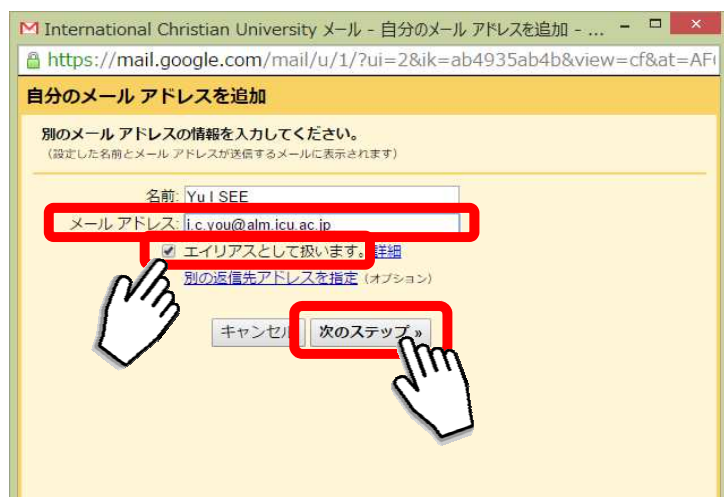 International Christian University メール - 自分のメール アドレスを追加 - ...
https://mail.google.com/mail/u/1/?ui=2&ik=ab4935ab4b&view=cf&at=AF
自分のメール アドレスを追加
別のメール アドレスの情報を入力してください。
(設定した名前とメール アドレスが送信するメールに表示されます)
名前: Yu I SEE
メール アドレス: i.c.you@alm.icu.ac.jp
エイリアスとして扱います。 詳細
別の返信先アドレスを指定 (オプション)
キャンセル 次のステップ »